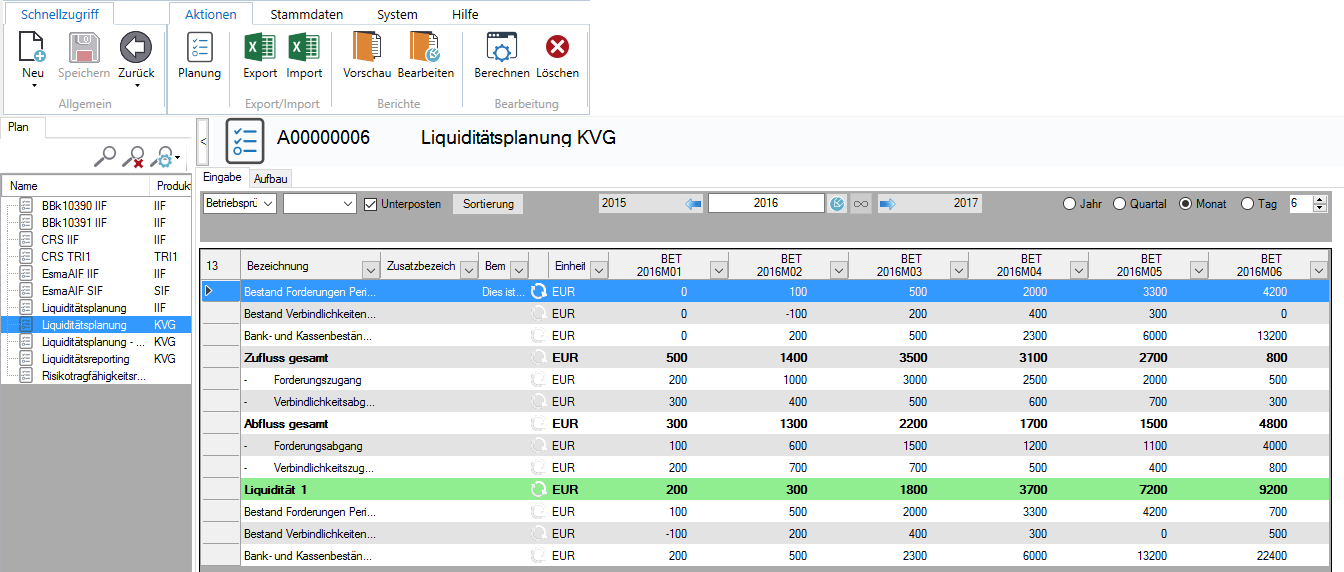 Schnellzugriff Aktionen Stammdaten System Hilfe
Neu Speichern Zurück Planung Export Import Vorschau Bearbeiten Berechnen Löschen
Allgemein Export/Import Berichte Bearbeitung
Plan
< A00000006 Liquiditätsplanung KVG
Name Produkt
BBk10390 IIF IIF
BBk10391 IIF IIF
CRS IIF IIF
CRS TRI1 TRI1
EsmaAIF IIF IIF
EsmaAIF SIF SIF
Liquiditätsplanung IIF
Liquiditätsplanung KVG
Liquiditätsplanung - ... KVG
Liquiditätsreporting KVG
Risikotragfähigkeitsr...
Eingabe Aufbau
Betriebsprü Unterposten Sortierung 2015 2016 2017 Jahr Quartal Monat Tag 6
13 Bezeichnung Zusatzbezeich Bem Einheit BET 2016M01 BET 2016M02 BET 2016M03 BET 2016M04 BET 2016M05 BET 2016M06
Bestand Forderungen Peri... Dies ist... EUR 0 100 500 2000 3300 4200
Bestand Verbindlichkeiten... EUR 0 -100 200 400 300 0
Bank- und Kassenbestän... EUR 0 200 500 2300 6000 13200
Zufluss gesamt EUR 500 1400 3500 3100 2700 800
- Forderungszugang EUR 200 1000 3000 2500 2000 500
- Verbindlichkeitsabg... EUR 300 400 500 600 700 300
Abfluss gesamt EUR 300 1300 2200 1700 1500 4800
- Forderungsabgang EUR 100 600 1500 1200 1100 4000
- Verbindlichkeitszug... EUR 200 700 700 500 400 800
Liquidität 1 EUR 200 300 1800 3700 7200 9200
Bestand Forderungen Peri... EUR 100 500 2000 3300 4200 700
Bestand Verbindlichkeiten... EUR -100 200 400 300 0 500
Bank- und Kassenbestän... EUR 200 500 2300 6000 13200 22400